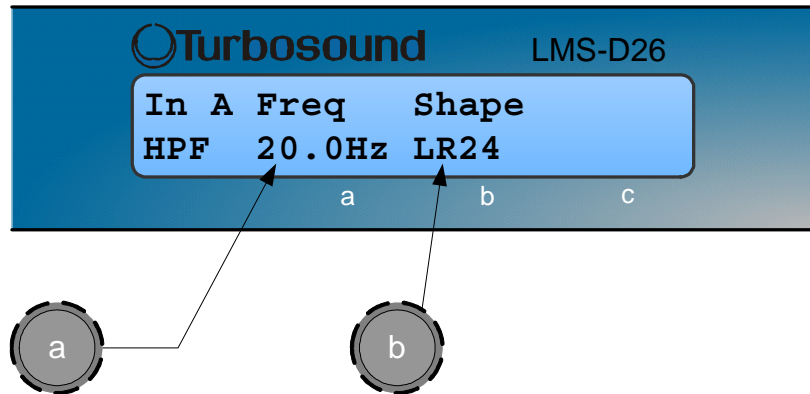 Turbosound LMS-D26
In A Freq Shape
HPF 20.0Hz LR24
a b c
a b